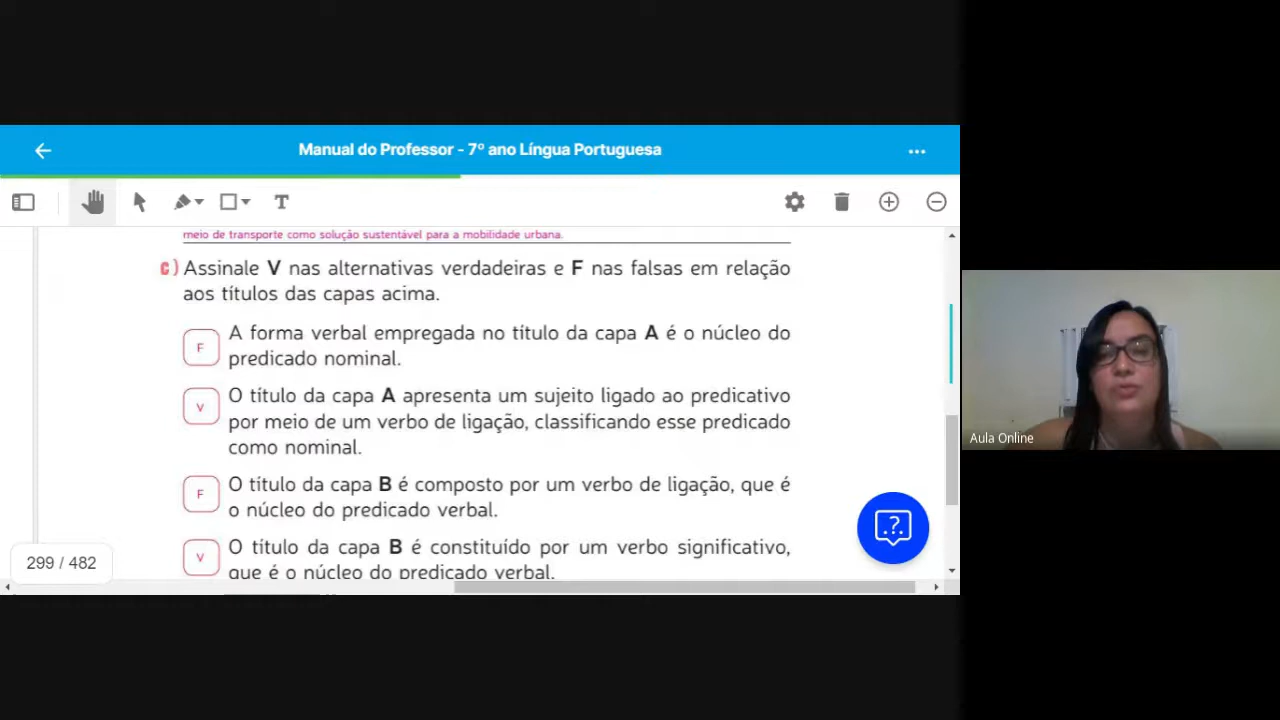 Manual do Professor - 7º ano Língua Portuguesa
T
meio de transporte como solução sustentável para a mobilidade urbana.
c) Assinale V nas alternativas verdadeiras e F nas falsas em relação
aos títulos das capas acima.
F
A forma verbal empregada no título da capa A é o núcleo do
predicado nominal.
V
O título da capa A apresenta um sujeito ligado ao predicativo
por meio de um verbo de ligação, classificando esse predicado
como nominal.
F
O título da capa B é composto por um verbo de ligação, que é
o núcleo do predicado verbal.
V
O título da capa B é constituído por um verbo significativo,
que é o núcleo do predicado verbal.
299 / 482
.?.
Aula Online